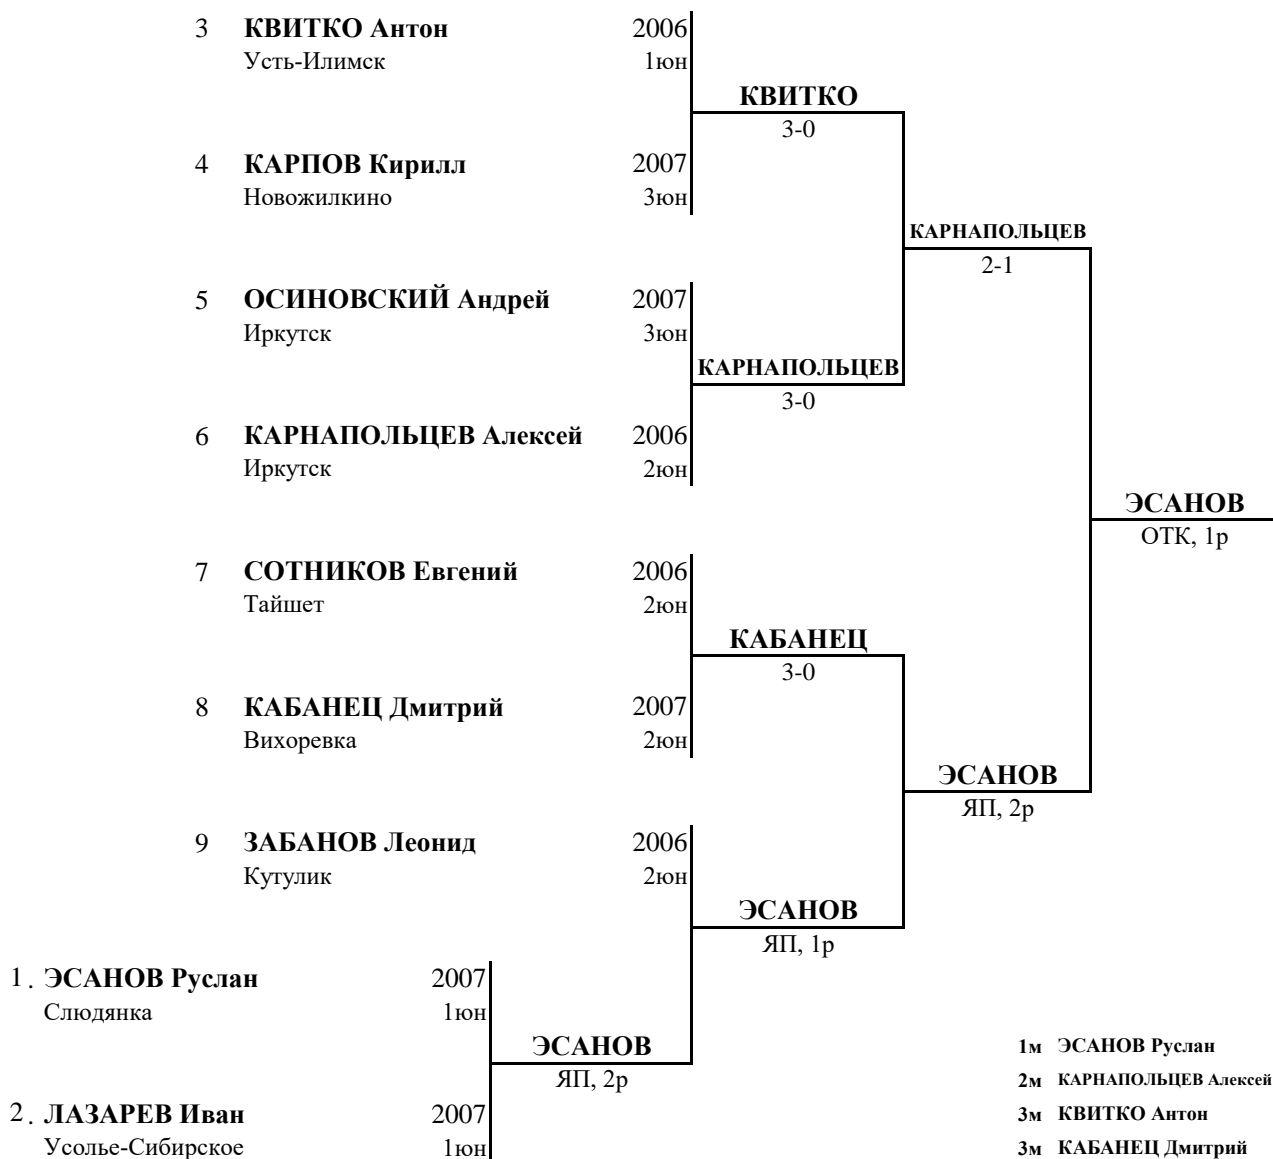 3 КВИТКО Антон 2006
Усть-Илимск 1юн
КВИТКО
3-0
4 КАРПОВ Кирилл 2007
Новожилкино 3юн
КАРНАПОЛЬЦЕВ
2-1
5 ОСИНОВСКИЙ Андрей 2007
Иркутск 3юн
КАРНАПОЛЬЦЕВ
3-0
6 КАРНАПОЛЬЦЕВ Алексей 2006
Иркутск 2юн
ЭСАНОВ
ОТК, 1р
7 СОТНИКОВ Евгений 2006
Тайшет 2юн
КАБАНЕЦ
3-0
8 КАБАНЕЦ Дмитрий 2007
Вихоревка 2юн
ЭСАНОВ
ЯП, 2р
9 ЗАБАНОВ Леонид 2006
Кутулик 2юн
ЭСАНОВ
ЯП, 1р
1. ЭСАНОВ Руслан 2007
Слюдянка 1юн
ЭСАНОВ
ЯП, 2р
2. ЛАЗАРЕВ Иван 2007
Усолье-Сибирское 1юн
1м ЭСАНОВ Руслан
2м КАРНАПОЛЬЦЕВ Алексей
3м КВИТКО Антон
3м КАБАНЕЦ Дмитрий